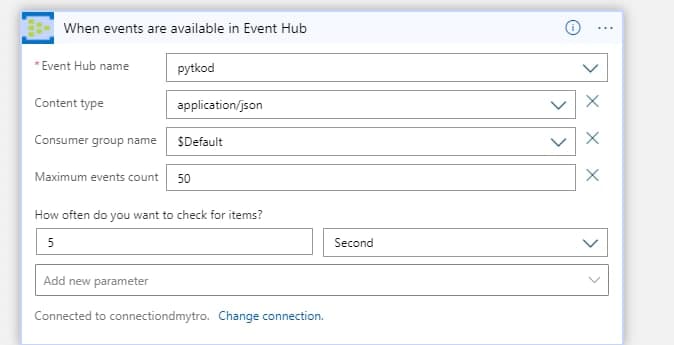 When events are available in Event Hub
* Event Hub name
pytkod
Content type
application/json
Consumer group name
$Default
Maximum events count
50
How often do you want to check for items?
5
Second
Add new parameter
Connected to connectiondmytro. Change connection.